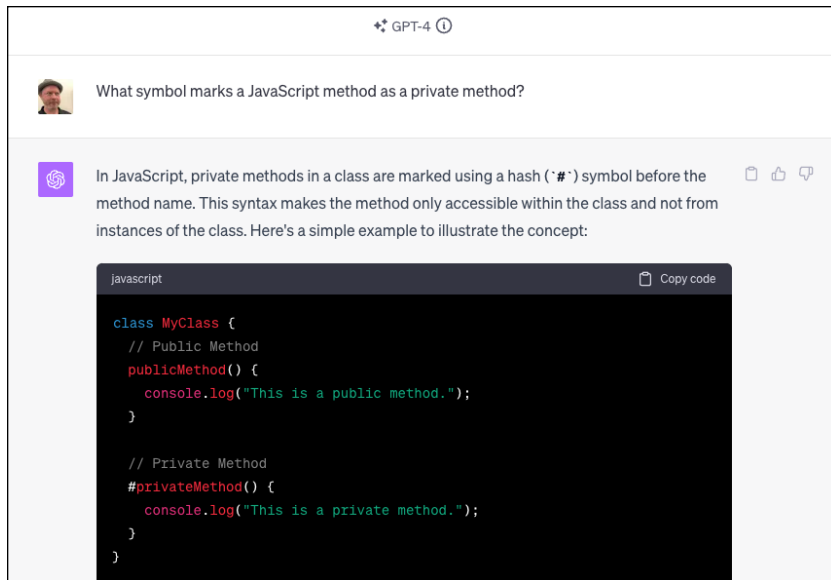 GPT-4
What symbol marks a JavaScript method as a private method?
In JavaScript, private methods in a class are marked using a hash (`#`) symbol before the
method name. This syntax makes the method only accessible within the class and not from
instances of the class. Here's a simple example to illustrate the concept:
javascript Copy code
class MyClass {
  // Public Method
  publicMethod() {
    console.log("This is a public method.");
  }

  // Private Method
  #privateMethod() {
    console.log("This is a private method.");
  }
}